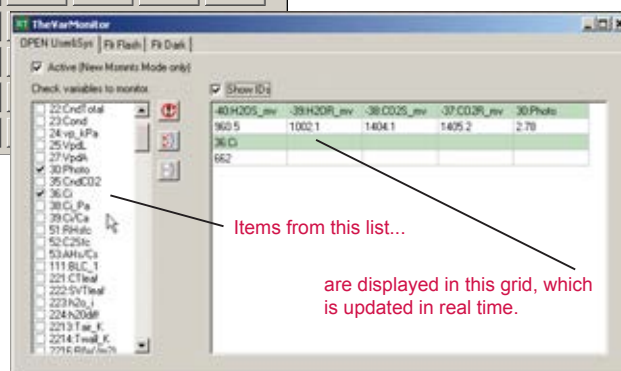 TheVarMonitor
OPEN User&Sys Flr Flash Flr Dark
Active (New Msmnts Mode only)
Check variables to monitor.
Show IDs
22:CndTotal
23:Cond
24:vp_kPa
25:VpdL
27:VpdA
30:Photo
35:CndCO2
36:Ci
38:Ci_Pa
39:Ci/Ca
51:RHsfc
52:C2Sfc
53:AHs/Cs
111:BLC_1
221:CTleaf
222:SVTleaf
223:h2o_i
224:h20diff
2213:Tair_K
2214:Twall_K
-40:H2OS_mv -39:H2OR_mv -38:CO2S_mv -37:CO2R_mv 30:Photo
960.5 1002.1 1404.1 1405.2 2.78
36:Ci
662
Items from this list...
are displayed in this grid, which
is updated in real time.